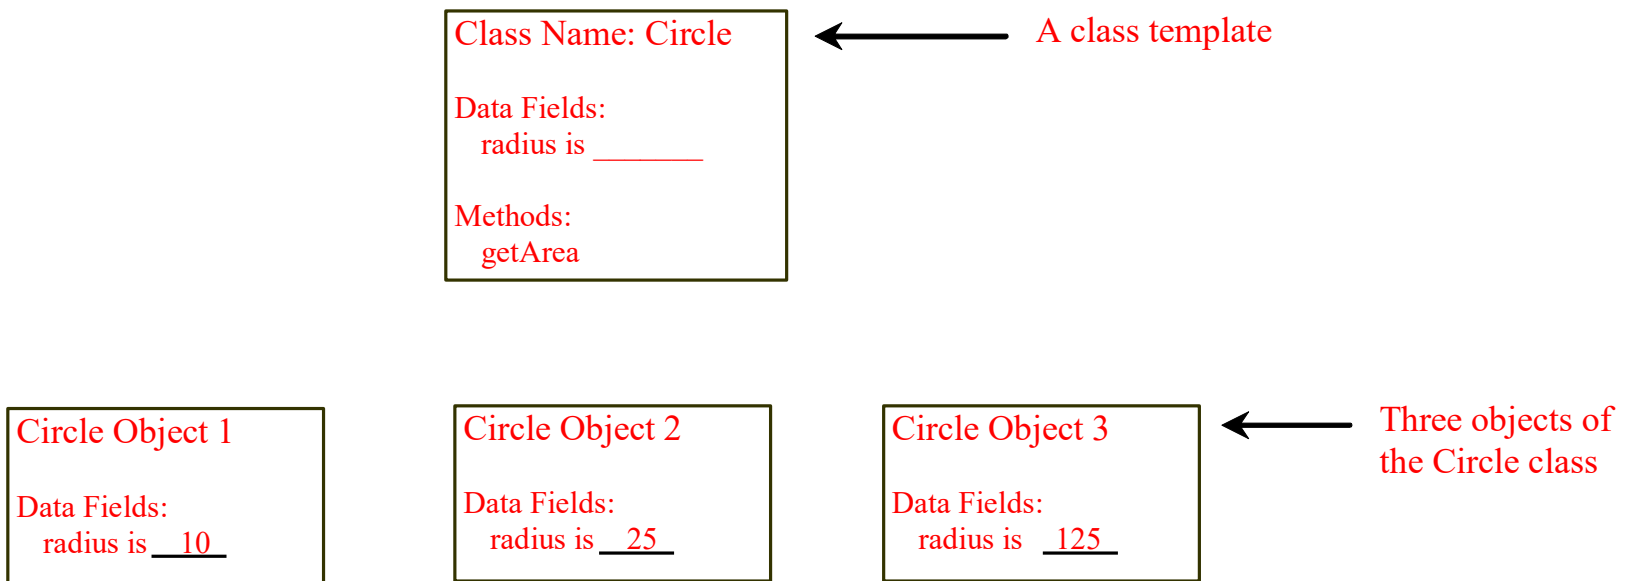 Class Name: Circle
A class template
Data Fields:
radius is _______
Methods:
getArea
Circle Object 1
Data Fields:
radius is 10
Circle Object 2
Data Fields:
radius is 25
Circle Object 3
Data Fields:
radius is 125
Three objects of
the Circle class